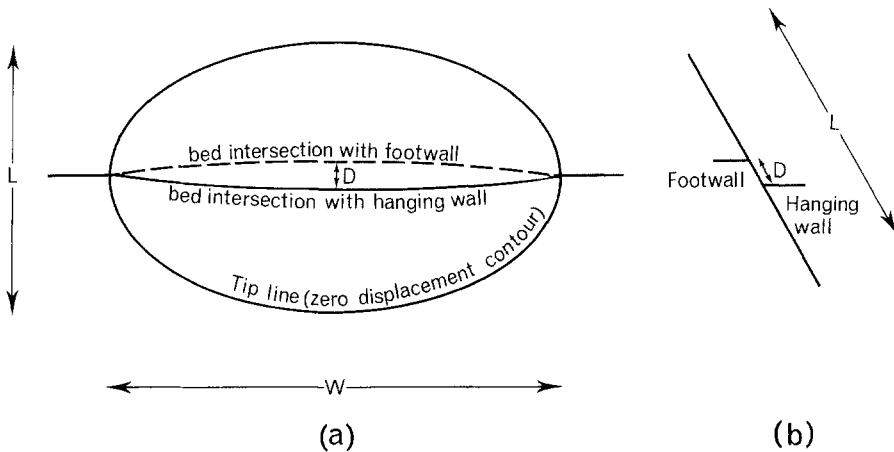 L
bed intersection with footwall
D
bed intersection with hanging wall
Tip line (zero displacement contour)
W
(a)
L
D
Footwall
Hanging
wall
(b)